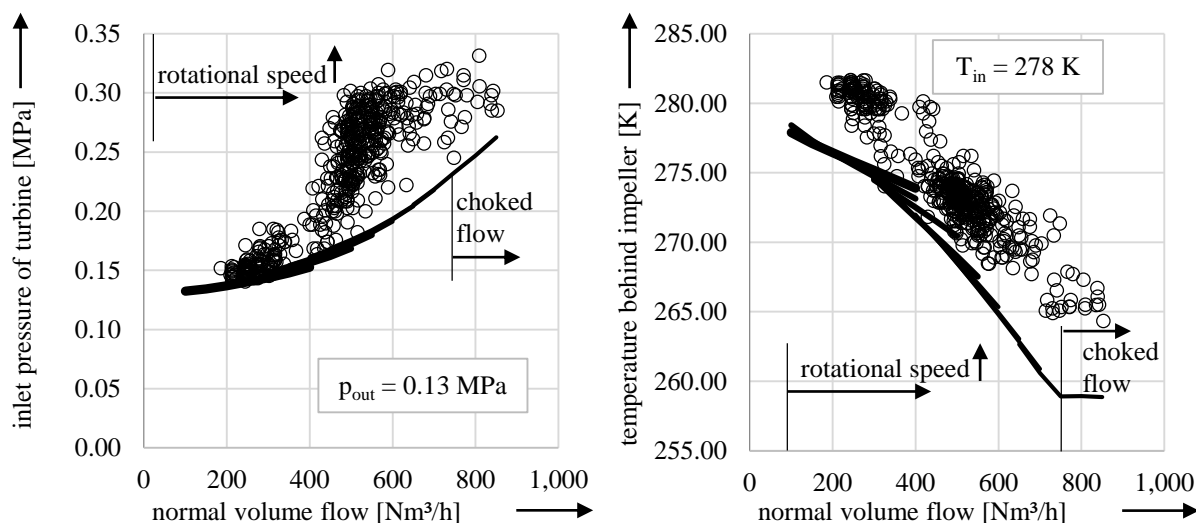 inlet pressure of turbine [MPa]
0.35
0.30
0.25
0.20
0.15
0.10
0.05
0.00
rotational speed
choked
flow
p_out = 0.13 MPa
0
200
400
600
800
1,000
normal volume flow [Nm³/h]
temperature behind impeller [K]
285.00
280.00
275.00
270.00
265.00
260.00
255.00
T_in = 278 K
rotational speed
choked
flow
0
200
400
600
800
1,000
normal volume flow [Nm³/h]